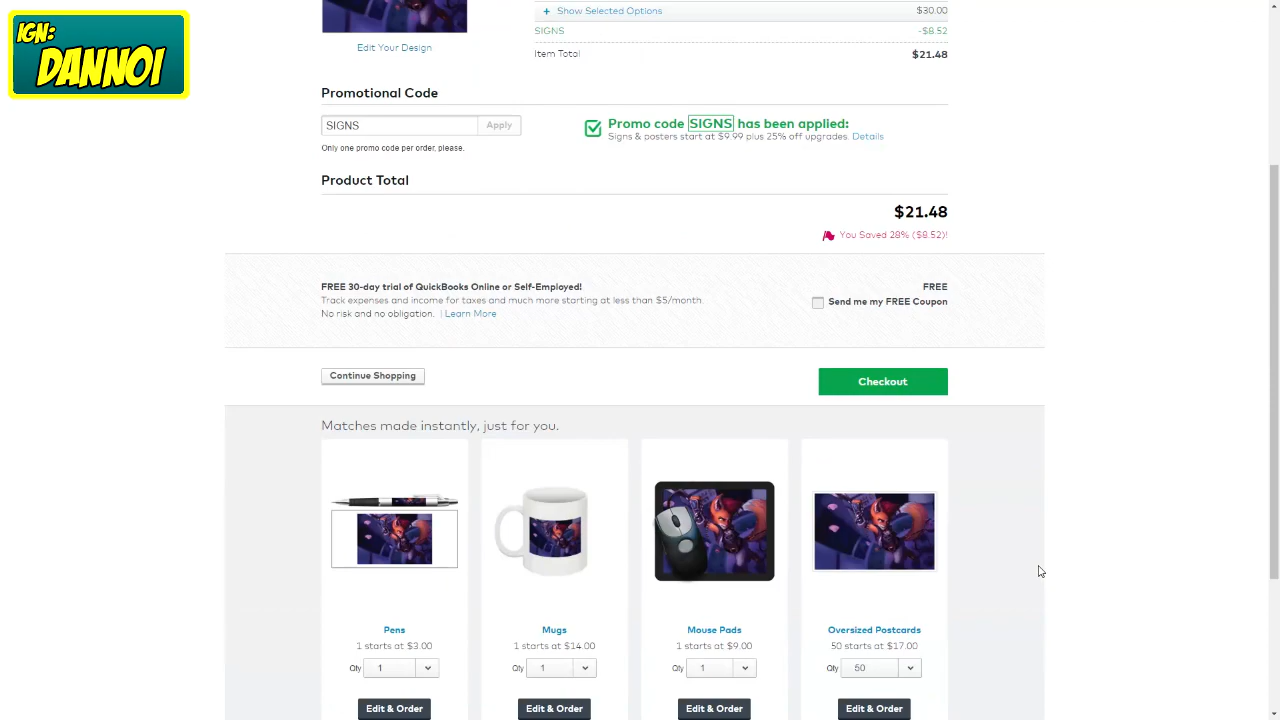 IGN:
DANNOI
+ Show Selected Options $30.00
SIGNS -$8.52
Edit Your Design
Item Total $21.48
Promotional Code
SIGNS Apply
Promo code SIGNS has been applied:
Signs & posters start at $9.99 plus 25% off upgrades. Details
Only one promo code per order, please.
Product Total
$21.48
You Saved 28% ($8.52)!
FREE 30-day trial of QuickBooks Online or Self-Employed! FREE
Track expenses and income for taxes and much more starting at less than $5/month. Send me my FREE Coupon
No risk and no obligation. | Learn More
Continue Shopping Checkout
Matches made instantly, just for you.
Pens Mugs Mouse Pads Oversized Postcards
1 starts at $3.00 1 starts at $14.00 1 starts at $9.00 50 starts at $17.00
Qty 1 Qty 1 Qty 1 Qty 50
Edit & Order Edit & Order Edit & Order Edit & Order